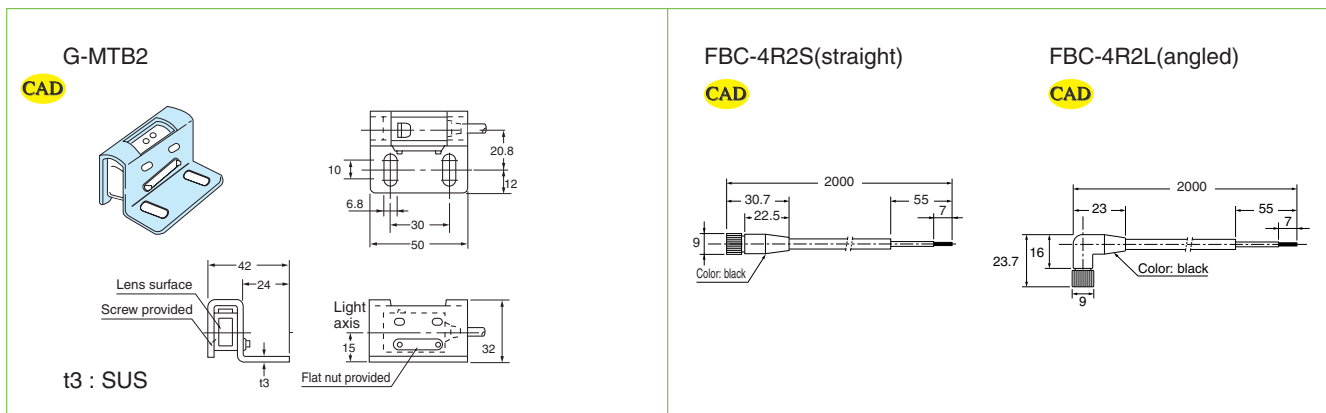 G-MTB2
CAD
10
6.8
30
50
20.8
12
42
24
Lens surface
Screw provided
t3
t3 : SUS
Light
axis
15
32
Flat nut provided
FBC-4R2S(straight)
CAD
2000
30.7
22.5
55
7
9
Color: black
FBC-4R2L(angled)
CAD
2000
23
55
7
23.7
16
Color: black
9